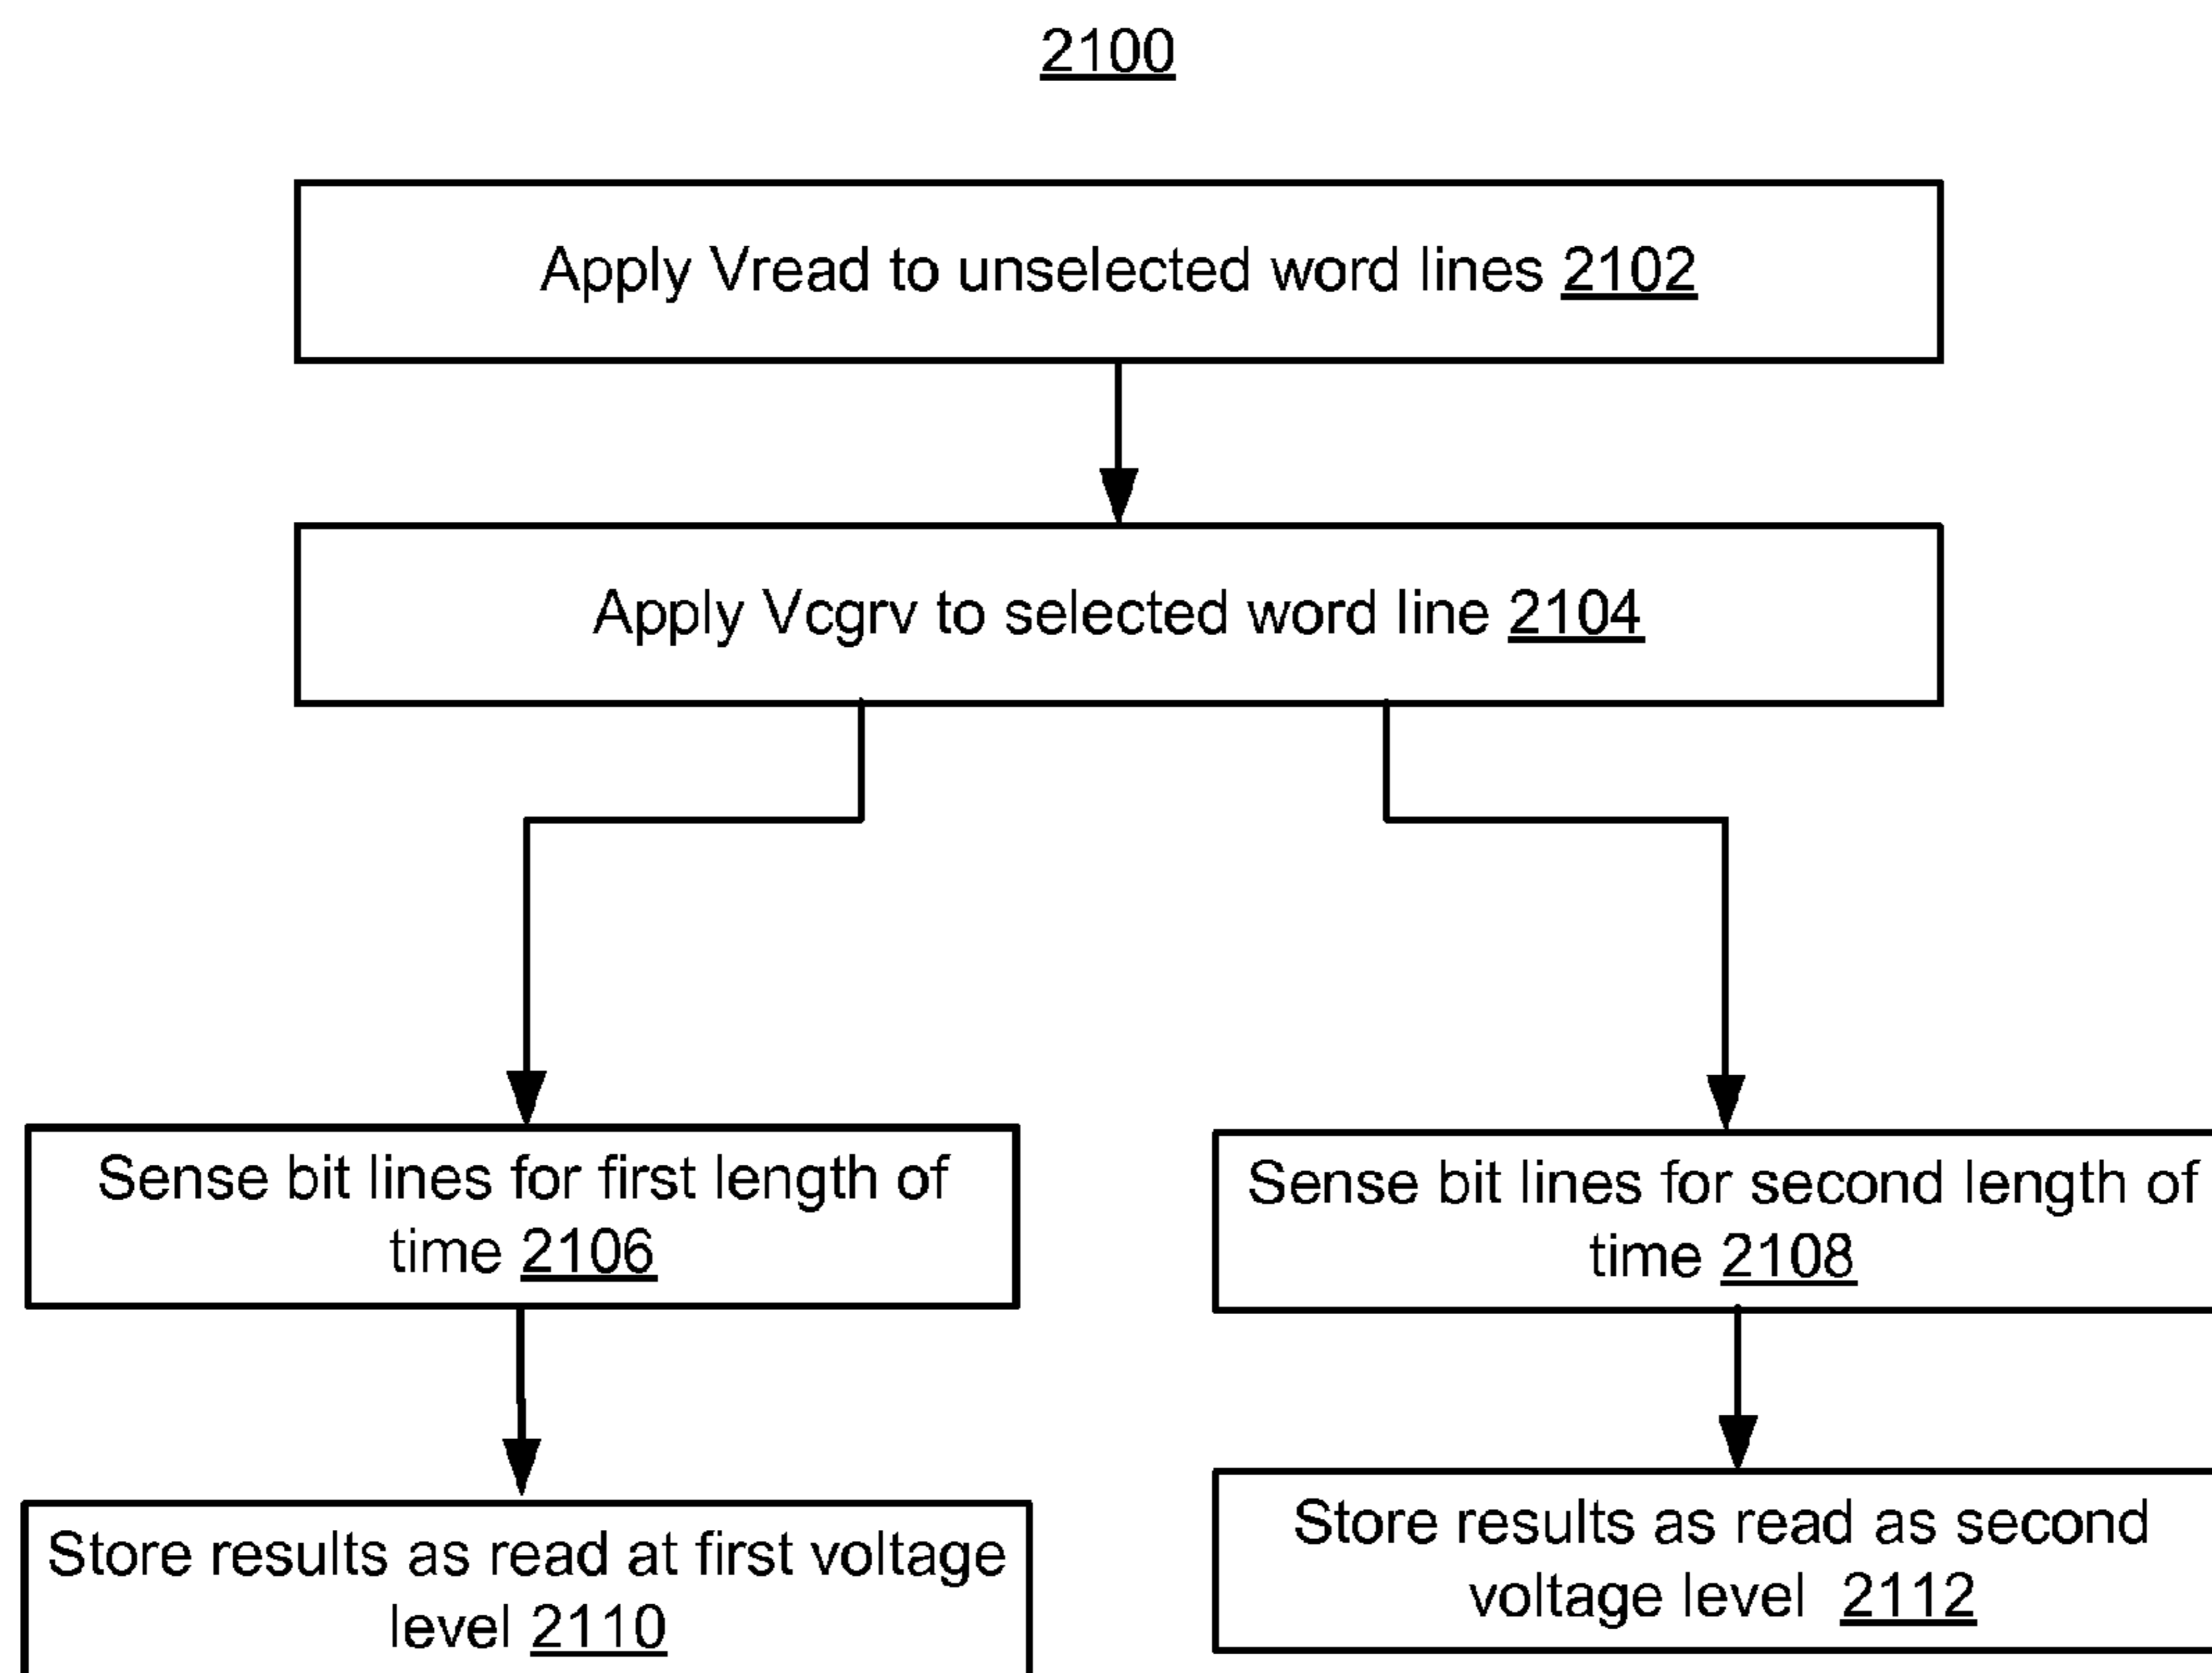 2100
Apply Vread to unselected word lines 2102
Apply Vcgrv to selected word line 2104
Sense bit lines for first length of
time 2106
Sense bit lines for second length of
time 2108
Store results as read at first voltage
level 2110
Store results as read as second
voltage level 2112